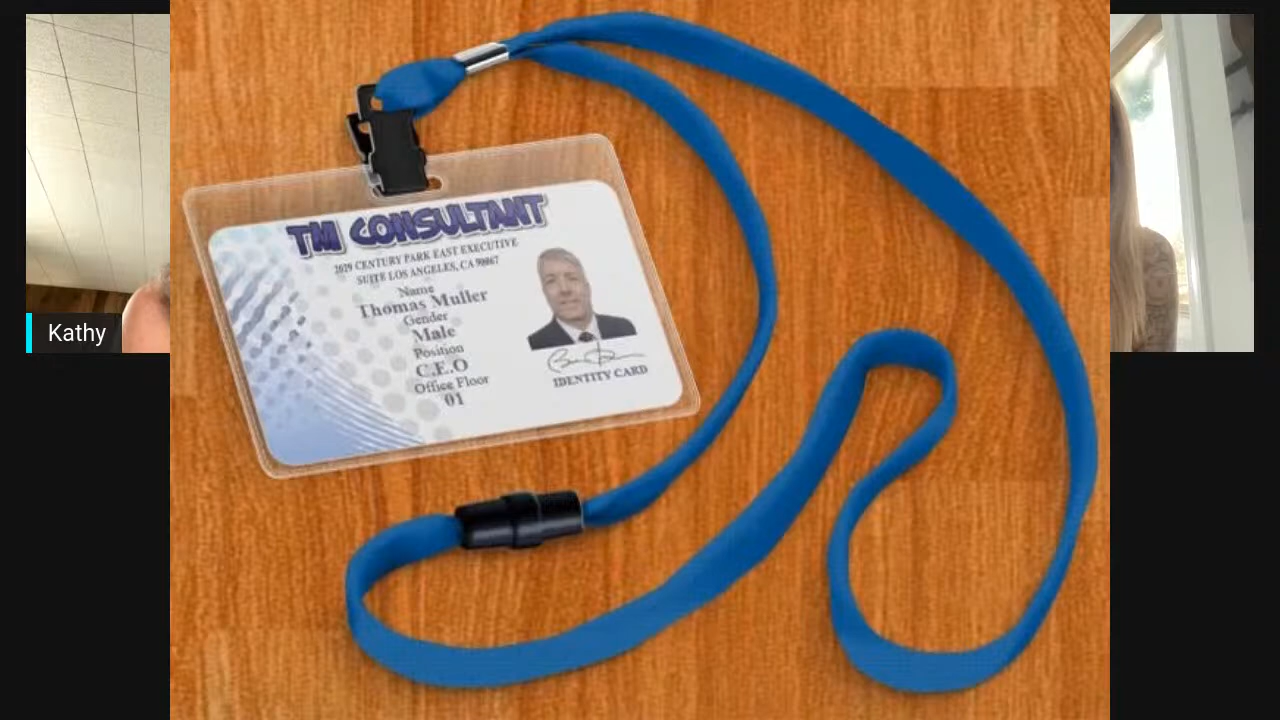 TM CONSULTANT
2029 CENTURY PARK EAST EXECUTIVE
SUITE LOS ANGELES, CA 90067
Name
Thomas Muller
Gender
Male
Position
C.E.O
Office Floor
01
IDENTITY CARD
Kathy